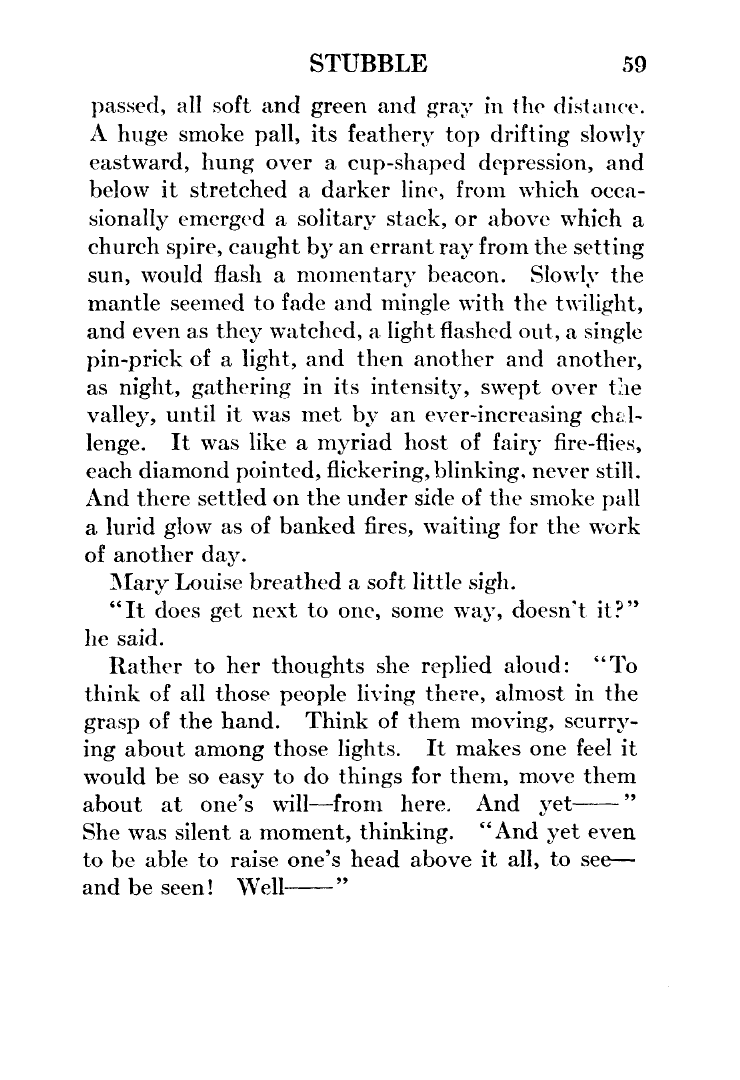 STUBBLE 59
passed, all soft and green and gray in the distance.
A huge smoke pall, its feathery top drifting slowly
eastward, hung over a cup-shaped depression, and
below it stretched a darker line, from which occa-
sionally emerged a solitary stack, or above which a
church spire, caught by an errant ray from the setting
sun, would flash a momentary beacon. Slowly the
mantle seemed to fade and mingle with the twilight,
and even as they watched, a light flashed out, a single
pin-prick of a light, and then another and another,
as night, gathering in its intensity, swept over the
valley, until it was met by an ever-increasing chal-
lenge. It was like a myriad host of fairy fire-flies,
each diamond pointed, flickering, blinking, never still.
And there settled on the under side of the smoke pall
a lurid glow as of banked fires, waiting for the work
of another day.
Mary Louise breathed a soft little sigh.
“It does get next to one, some way, doesn't it?”
he said.
Rather to her thoughts she replied aloud: “To
think of all those people living there, almost in the
grasp of the hand. Think of them moving, scurry-
ing about among those lights. It makes one feel it
would be so easy to do things for them, move them
about at one's will—from here. And yet——”
She was silent a moment, thinking. “And yet even
to be able to raise one's head above it all, to see—
and be seen! Well——”